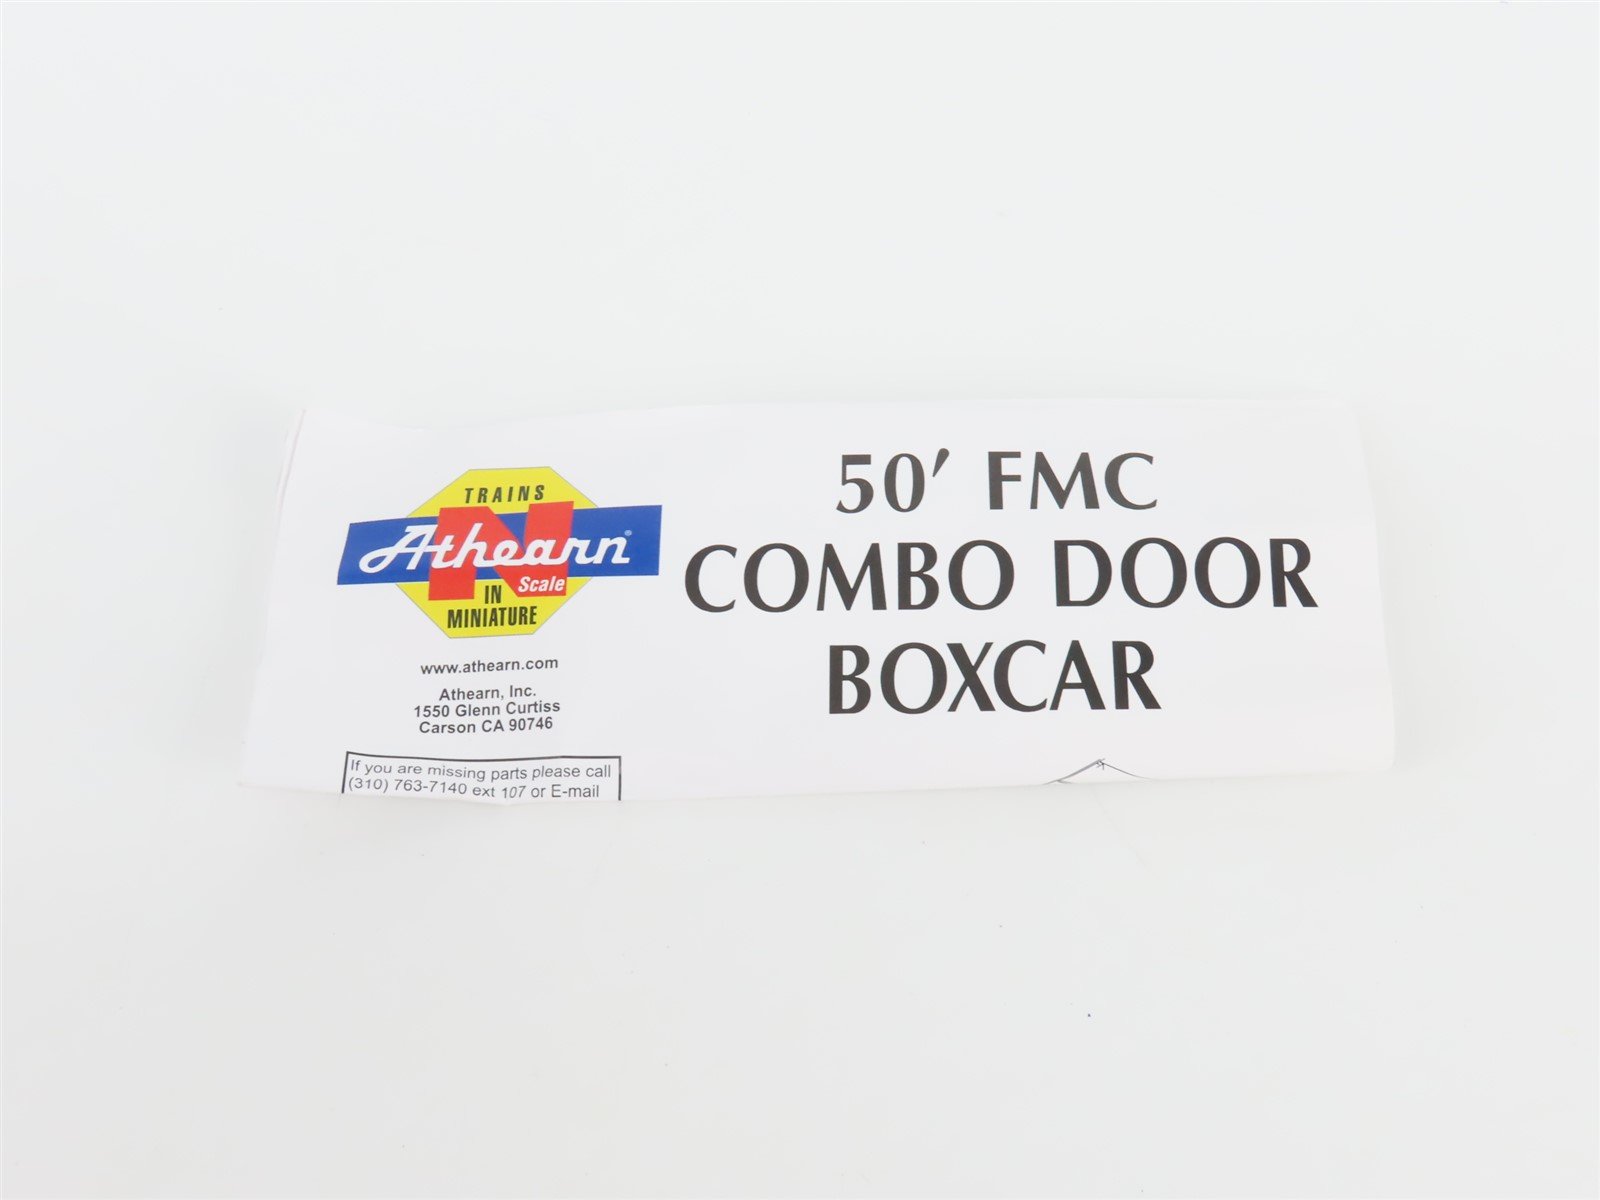 TRAINS
N
Athearn®
Scale
IN
MINIATURE
www.athearn.com
Athearn, Inc.
1550 Glenn Curtiss
Carson CA 90746
If you are missing parts please call
(310) 763-7140 ext 107 or E-mail
50' FMC
COMBO DOOR
BOXCAR